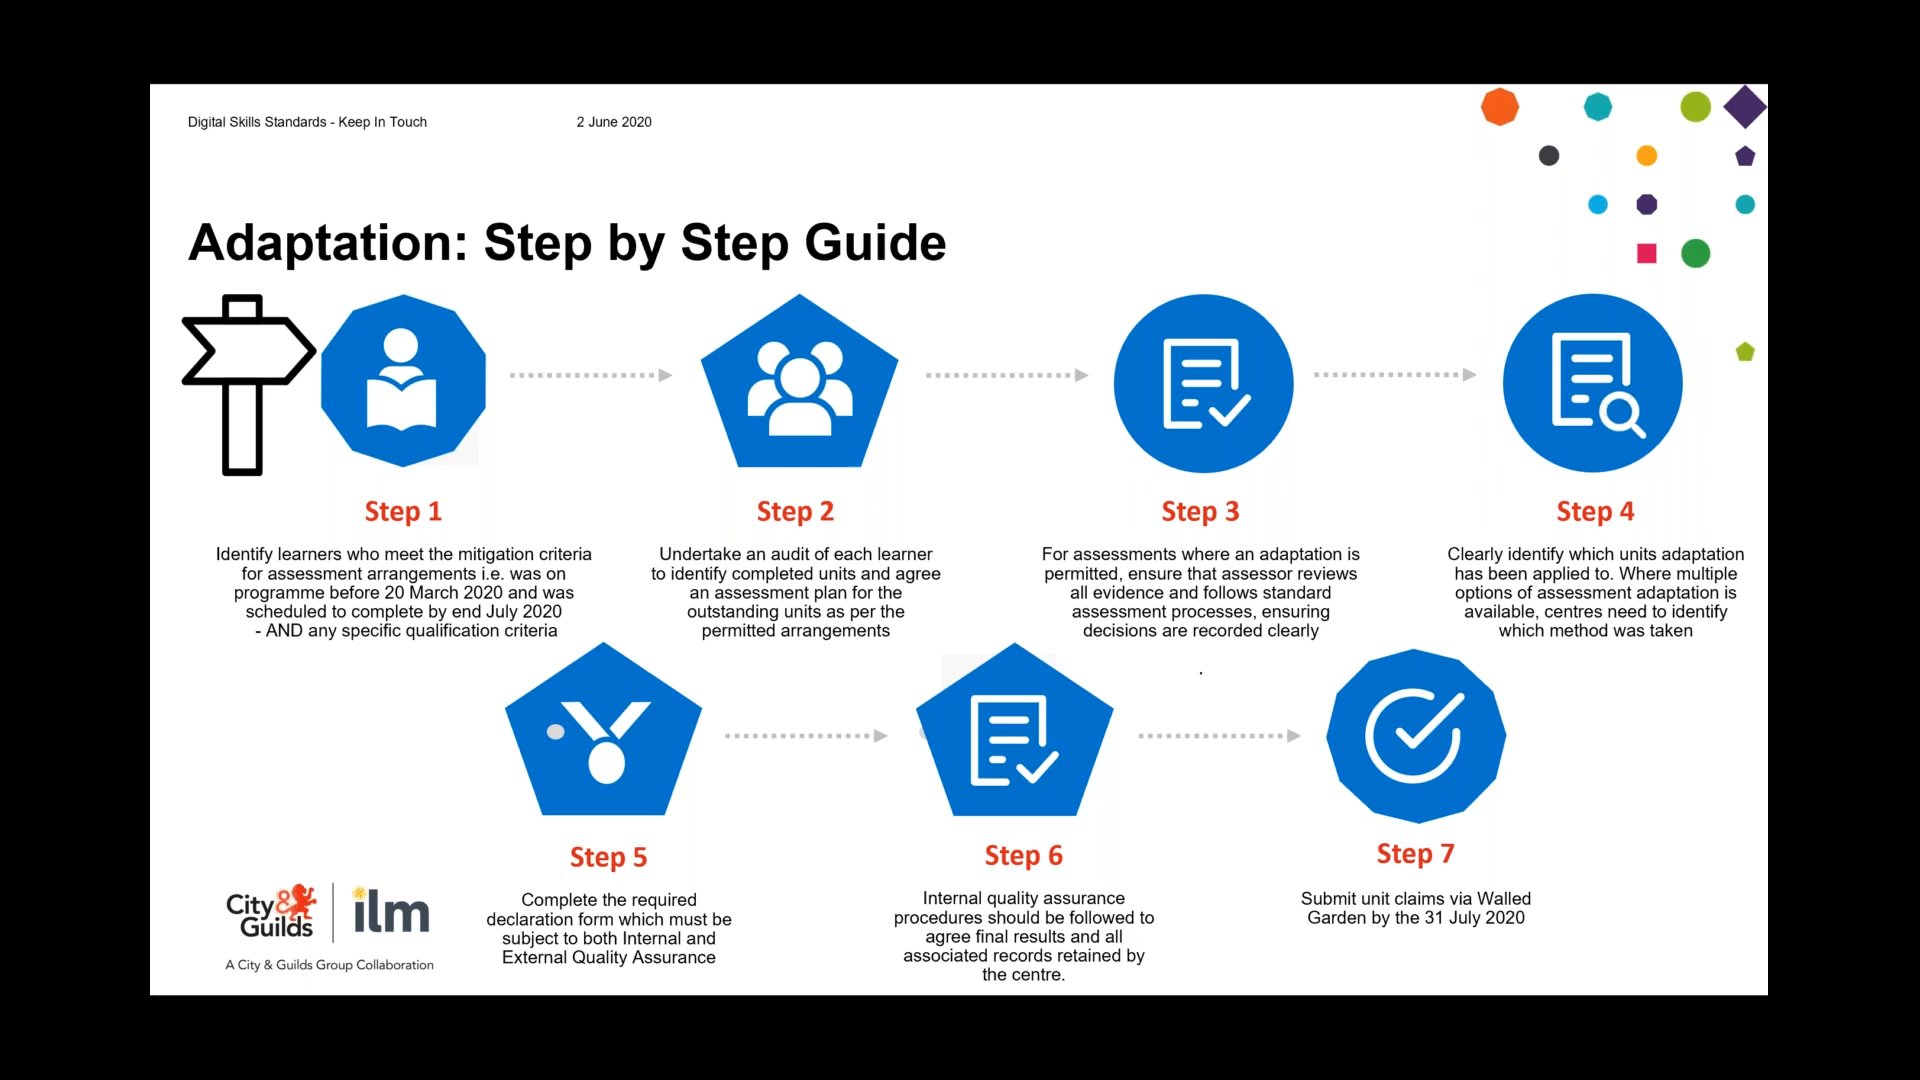 Digital Skills Standards - Keep In Touch
2 June 2020
Adaptation: Step by Step Guide
Step 1
Identify learners who meet the mitigation criteria
for assessment arrangements i.e. was on
programme before 20 March 2020 and was
scheduled to complete by end July 2020
- AND any specific qualification criteria
Step 2
Undertake an audit of each learner
to identify completed units and agree
an assessment plan for the
outstanding units as per the
permitted arrangements
Step 3
For assessments where an adaptation is
permitted, ensure that assessor reviews
all evidence and follows standard
assessment processes, ensuring
decisions are recorded clearly
.
Step 4
Clearly identify which units adaptation
has been applied to. Where multiple
options of assessment adaptation is
available, centres need to identify
which method was taken
Step 5
Complete the required
declaration form which must be
subject to both Internal and
External Quality Assurance
Step 6
Internal quality assurance
procedures should be followed to
agree final results and all
associated records retained by
the centre.
Step 7
Submit unit claims via Walled
Garden by the 31 July 2020
City&
Guilds
ilm
A City & Guilds Group Collaboration